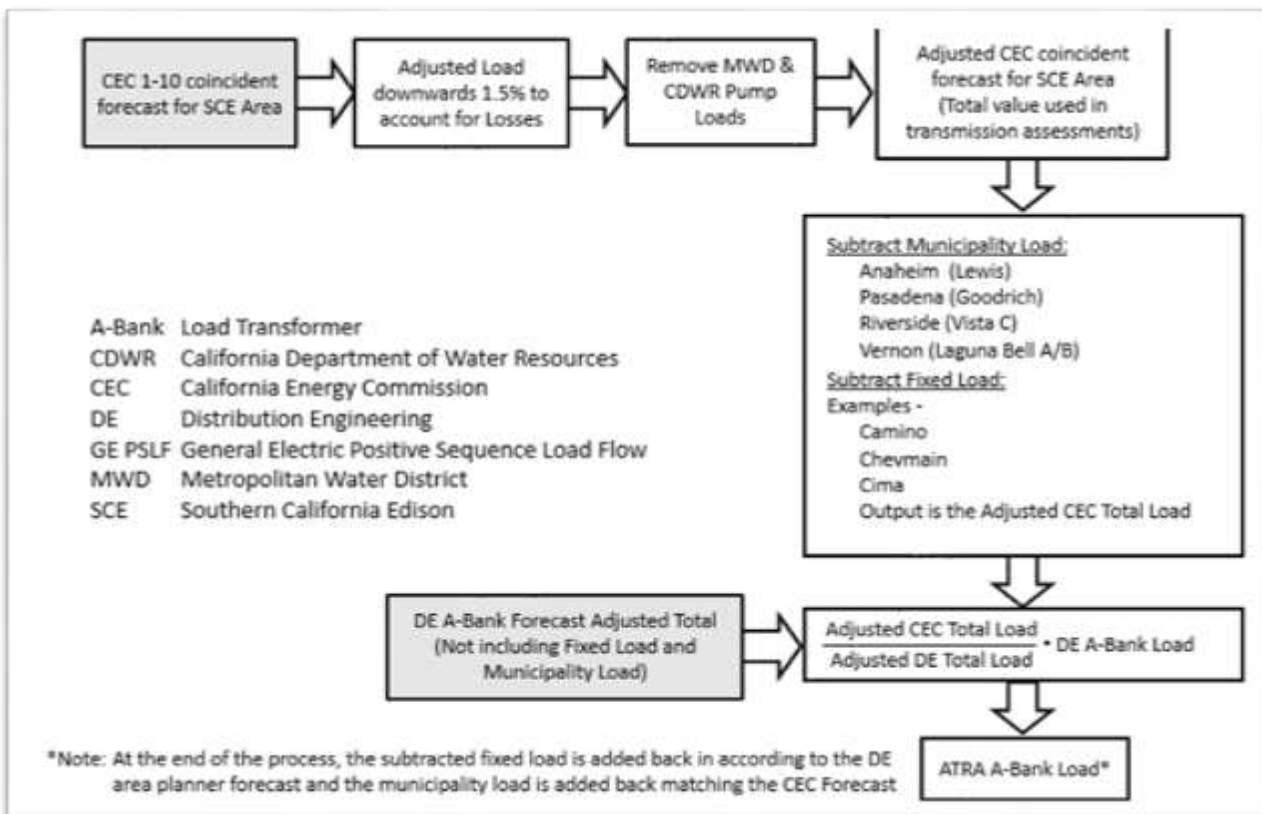 CEC 1-10 coincident
forecast for SCE Area
Adjusted Load
downwards 1.5% to
account for Losses
Remove MWD &
CDWR Pump
Loads
Adjusted CEC coincident
forecast for SCE Area
(Total value used in
transmission assessments)
Subtract Municipality Load:
Anaheim (Lewis)
Pasadena (Goodrich)
Riverside (Vista C)
Vernon (Laguna Bell A/B)
Subtract Fixed Load:
Examples -
Camino
Chevmain
Cima
Output is the Adjusted CEC Total Load
A-Bank Load Transformer
CDWR California Department of Water Resources
CEC California Energy Commission
DE Distribution Engineering
GE PSLF General Electric Positive Sequence Load Flow
MWD Metropolitan Water District
SCE Southern California Edison
DE A-Bank Forecast Adjusted Total
(Not including Fixed Load and
Municipality Load)
Adjusted CEC Total Load
Adjusted DE Total Load
* DE A-Bank Load
ATRA A-Bank Load*
*Note: At the end of the process, the subtracted fixed load is added back in according to the DE
area planner forecast and the municipality load is added back matching the CEC Forecast